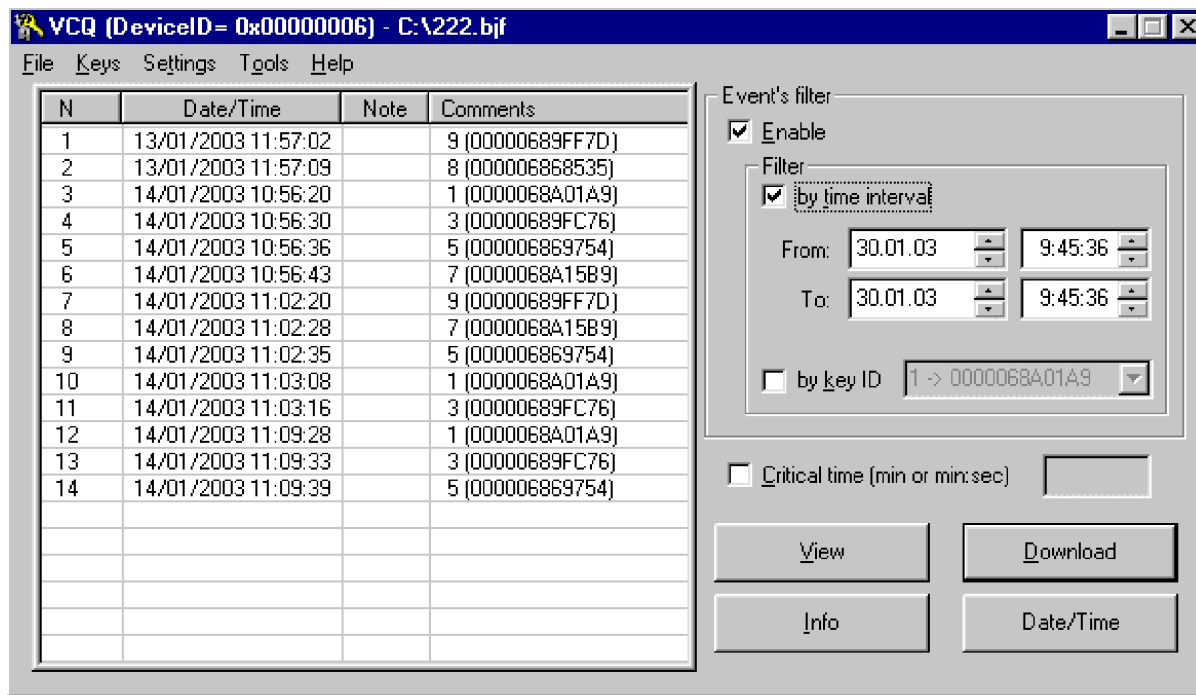 VCQ (DeviceID= 0x00000006) - C:\222.bjf
File Keys Settings Tools Help
N Date/Time Note Comments
1 13/01/2003 11:57:02 9 (00000689FF7D)
2 13/01/2003 11:57:09 8 (000006868535)
3 14/01/2003 10:56:20 1 (0000068A01A9)
4 14/01/2003 10:56:30 3 (00000689FC76)
5 14/01/2003 10:56:36 5 (000006869754)
6 14/01/2003 10:56:43 7 (0000068A15B9)
7 14/01/2003 11:02:20 9 (00000689FF7D)
8 14/01/2003 11:02:28 7 (0000068A15B9)
9 14/01/2003 11:02:35 5 (000006869754)
10 14/01/2003 11:03:08 1 (0000068A01A9)
11 14/01/2003 11:03:16 3 (00000689FC76)
12 14/01/2003 11:09:28 1 (0000068A01A9)
13 14/01/2003 11:09:33 3 (00000689FC76)
14 14/01/2003 11:09:39 5 (000006869754)
Event's filter
Enable
Filter
by time interval
From: 30.01.03 9:45:36
To: 30.01.03 9:45:36
by key ID 1 -> 0000068A01A9
Critical time (min or min:sec)
View Download
Info Date/Time